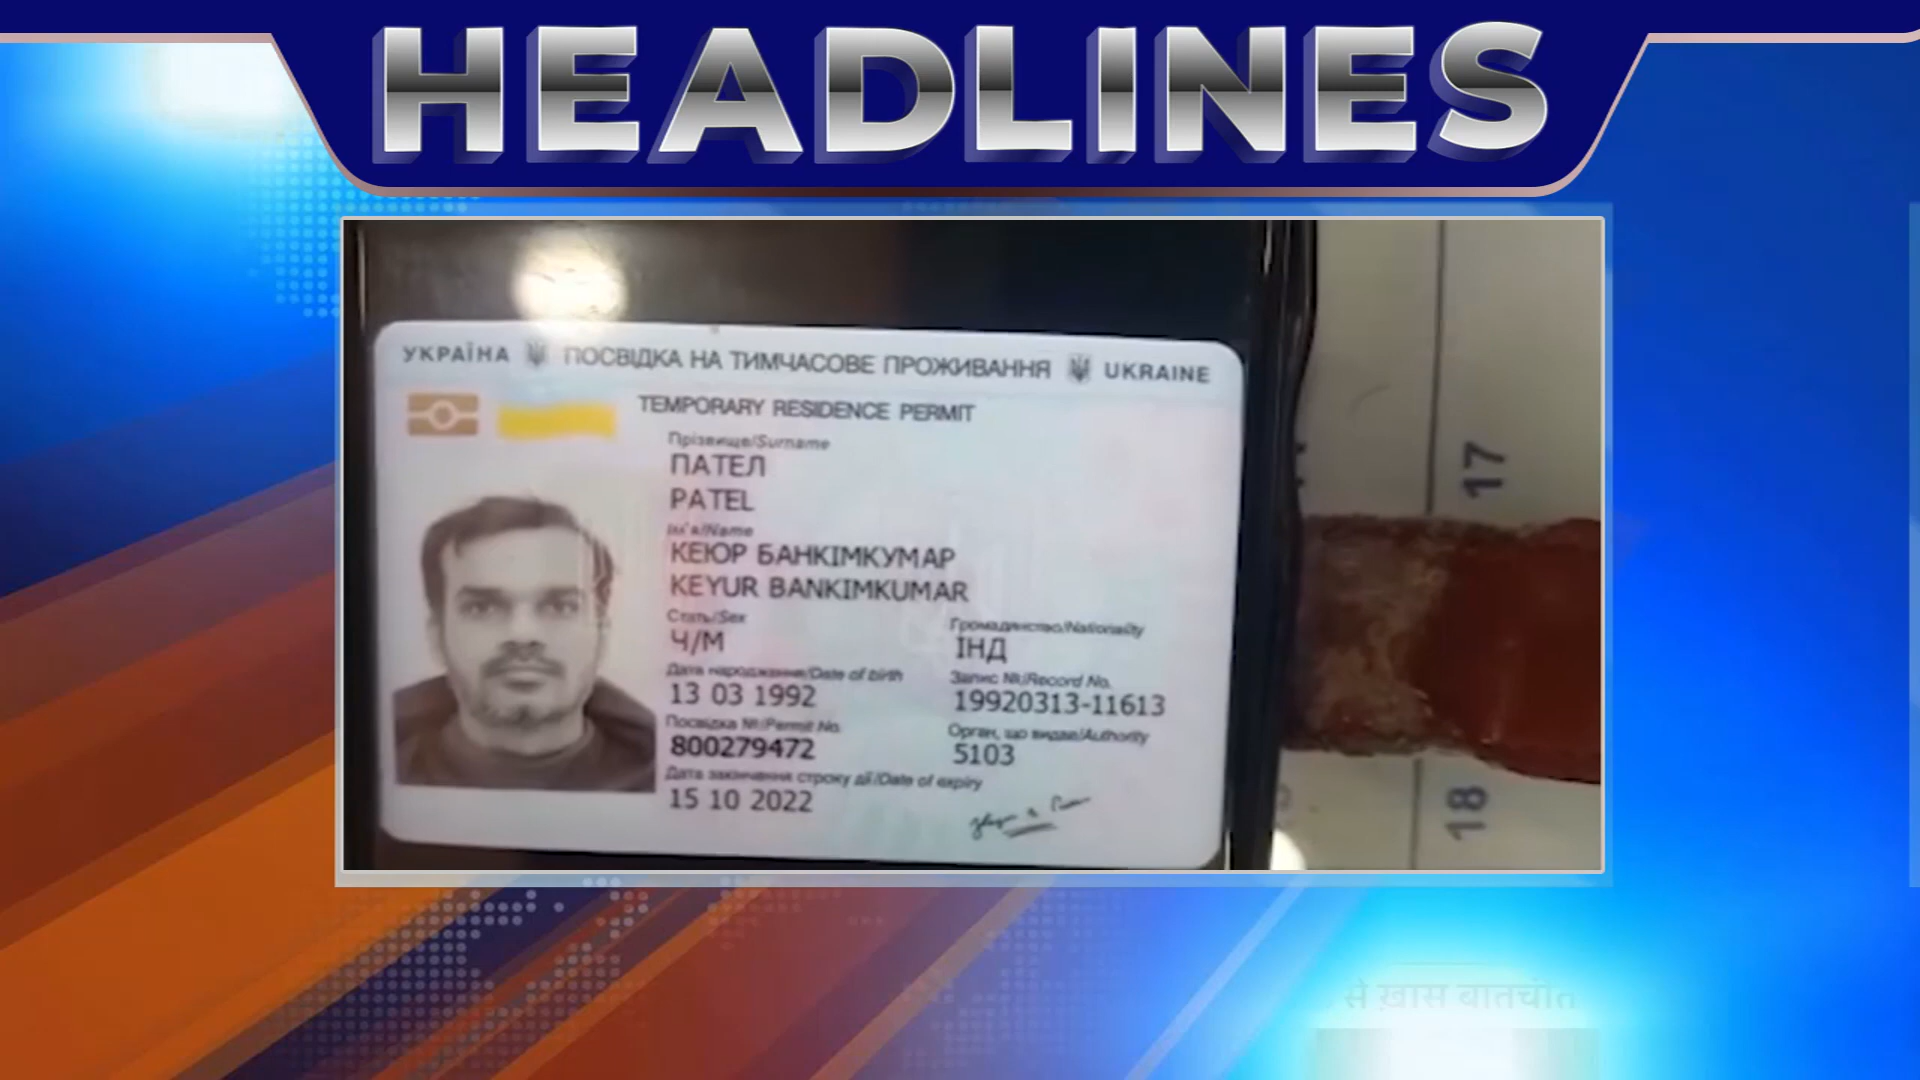 HEADLINES
УКРАЇНА ПОСВІДКА НА ТИМЧАСОВЕ ПРОЖИВАННЯ UKRAINE
TEMPORARY RESIDENCE PERMIT
Прізвище/Surname
ПАТЕЛ
PATEL
Ім'я/Name
КЕЮР БАНКІМКУМАР
KEYUR BANKIMKUMAR
Стать/Sex
Ч/М
Громадянство/Nationality
ІНД
Дата народження/Date of birth
13 03 1992
Запис №/Record No.
19920313-11613
Посвідка №/Permit No.
800279472
Орган, що видав/Authority
5103
Дата закінчення строку дії/Date of expiry
15 10 2022
17
18
से ख़ास बातचीत